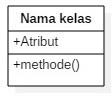 Nama kelas
+Atribut
+methode()